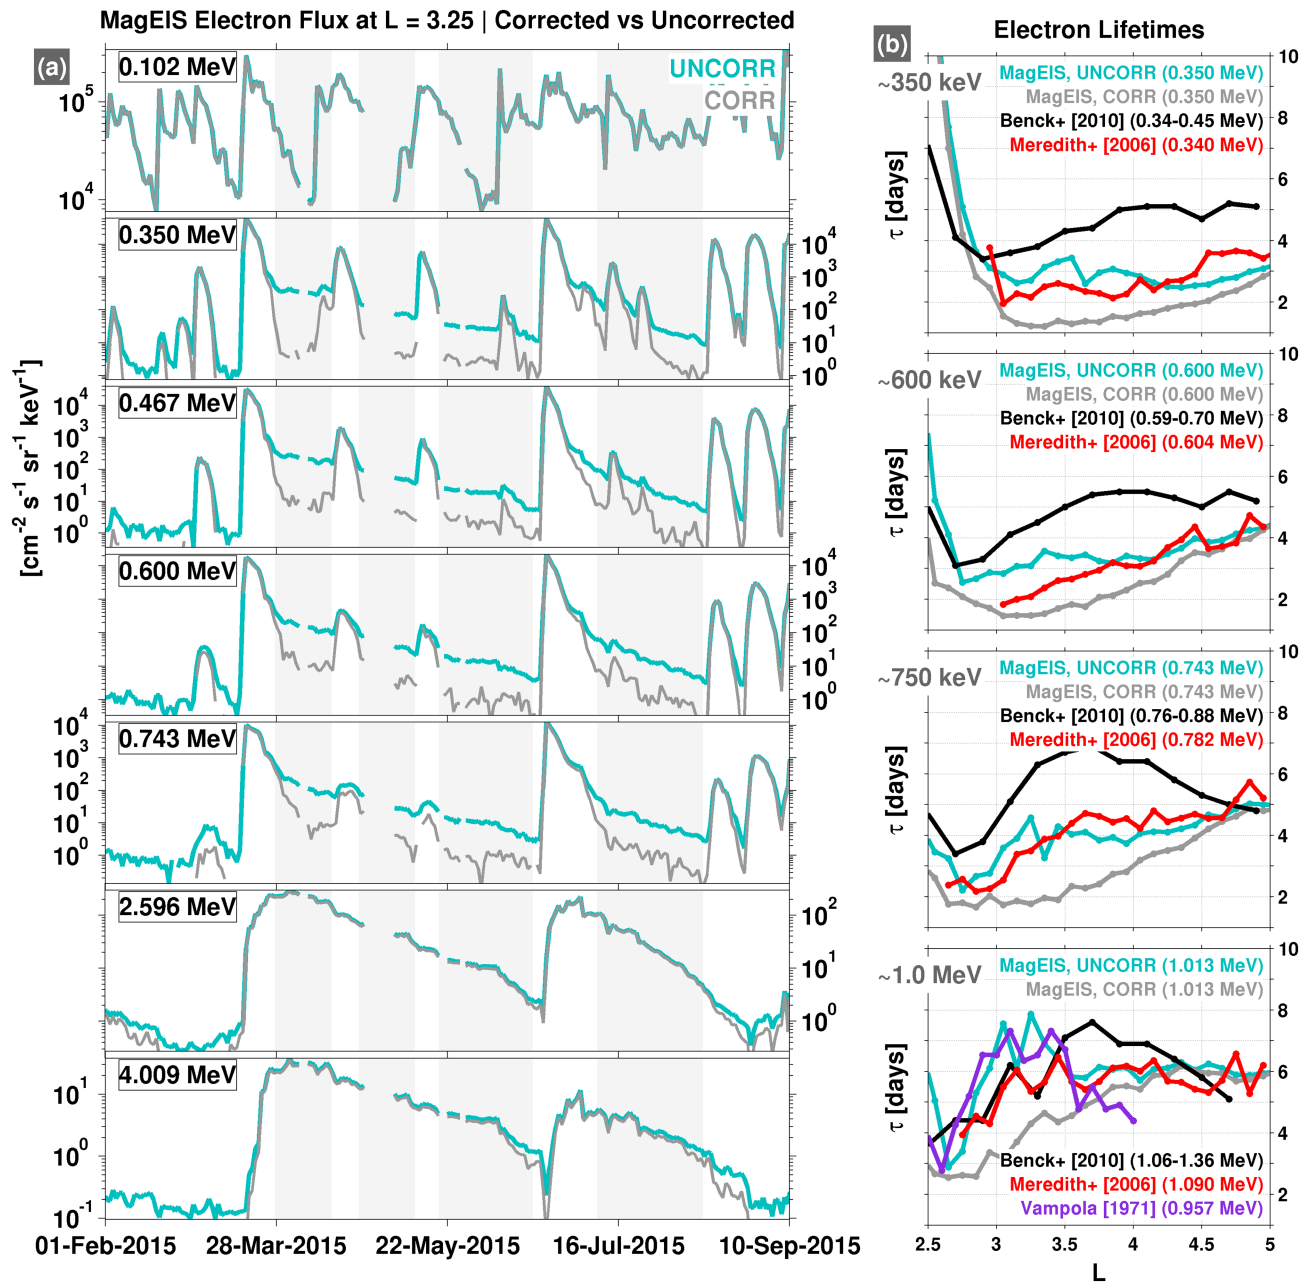 MagEIS Electron Flux at L = 3.25 | Corrected vs Uncorrected
(a)
[cm-2 s-1 sr-1 keV-1]
0.102 MeV
UNCORR
CORR
10^5
10^4
0.350 MeV
10^4
10^3
10^2
10^1
10^0
0.467 MeV
10^4
10^3
10^2
10^1
10^0
0.600 MeV
10^4
10^3
10^2
10^1
10^0
0.743 MeV
10^4
10^4
10^3
10^2
10^1
10^0
2.596 MeV
10^2
10^1
10^0
4.009 MeV
10^1
10^0
10^-1
01-Feb-2015
28-Mar-2015
22-May-2015
16-Jul-2015
10-Sep-2015
(b)
Electron Lifetimes
~350 keV
MagEIS, UNCORR (0.350 MeV)
MagEIS, CORR (0.350 MeV)
Benck+ [2010] (0.34-0.45 MeV)
Meredith+ [2006] (0.340 MeV)
τ [days]
10
8
6
4
2
~600 keV
MagEIS, UNCORR (0.600 MeV)
MagEIS, CORR (0.600 MeV)
Benck+ [2010] (0.59-0.70 MeV)
Meredith+ [2006] (0.604 MeV)
τ [days]
10
8
6
4
2
~750 keV
MagEIS, UNCORR (0.743 MeV)
MagEIS, CORR (0.743 MeV)
Benck+ [2010] (0.76-0.88 MeV)
Meredith+ [2006] (0.782 MeV)
τ [days]
10
8
6
4
2
~1.0 MeV
MagEIS, UNCORR (1.013 MeV)
MagEIS, CORR (1.013 MeV)
τ [days]
10
8
6
4
2
Benck+ [2010] (1.06-1.36 MeV)
Meredith+ [2006] (1.090 MeV)
Vampola [1971] (0.957 MeV)
2.5
3
3.5
4
4.5
5
L